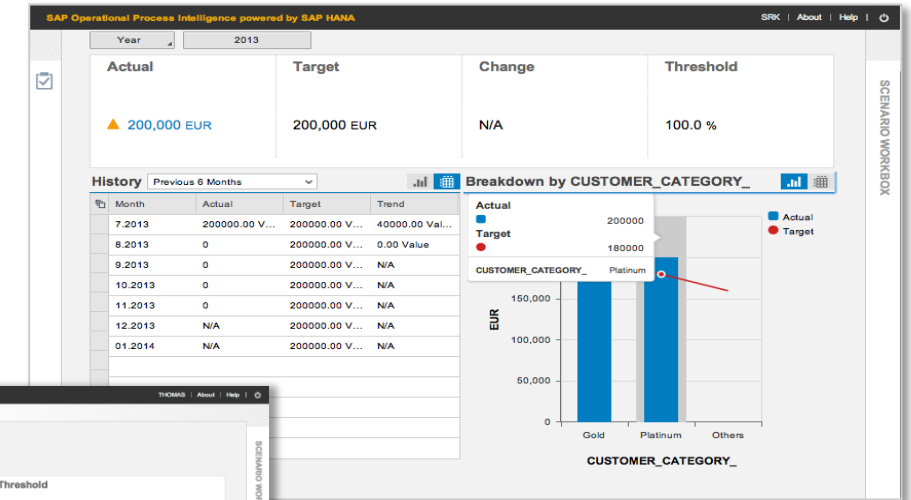 SAP Operational Process Intelligence powered by SAP HANA
SRK | About | Help |
Year 2013
Actual Target Change Threshold
200,000 EUR 200,000 EUR N/A 100.0 %
SCENARIO WORKBOX
History Previous 6 Months
Month Actual Target Trend
7.2013 200000.00 V... 200000.00 V... 40000.00 Val...
8.2013 0 200000.00 V... 0.00 Value
9.2013 0 200000.00 V... N/A
10.2013 0 200000.00 V... N/A
11.2013 0 200000.00 V... N/A
12.2013 N/A 200000.00 V... N/A
01.2014 N/A 200000.00 V... N/A
Breakdown by CUSTOMER_CATEGORY_
Actual
200000
Target
180000
CUSTOMER_CATEGORY_ Platinum
Actual
Target
150,000
100,000
50,000
0
EUR
Gold Platinum Others
CUSTOMER_CATEGORY_
THOMAS | About | Help |
SCENARIO
Threshold